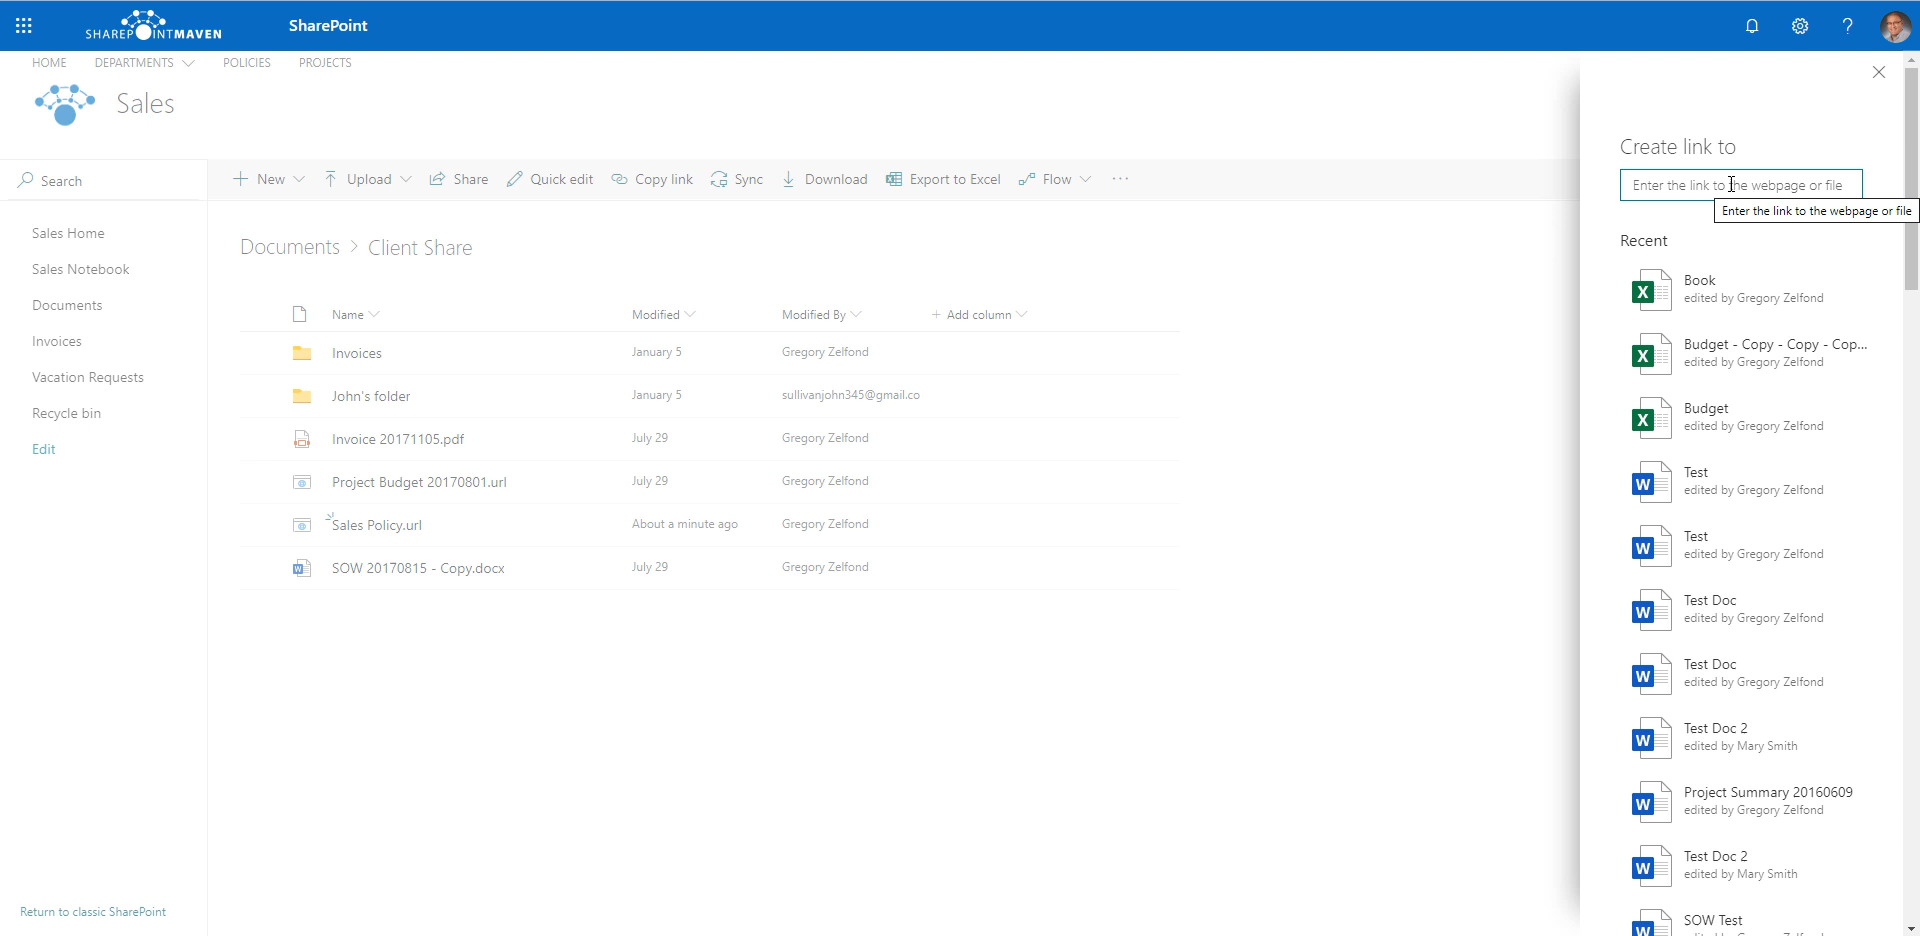 SHAREPOINTMAVEN
SharePoint
HOME DEPARTMENTS POLICIES PROJECTS
Sales
Search
New Upload Share Quick edit Copy link Sync Download Export to Excel Flow ...
Sales Home
Sales Notebook
Documents
Invoices
Vacation Requests
Recycle bin
Edit
Return to classic SharePoint
Documents > Client Share
Name Modified Modified By + Add column
Invoices January 5 Gregory Zelfond
John's folder January 5 sullivanjohn345@gmail.co
Invoice 20171105.pdf July 29 Gregory Zelfond
Project Budget 20170801.url July 29 Gregory Zelfond
Sales Policy.url About a minute ago Gregory Zelfond
SOW 20170815 - Copy.docx July 29 Gregory Zelfond
Create link to
Enter the link to the webpage or file
Enter the link to the webpage or file
Recent
Book
edited by Gregory Zelfond
Budget - Copy - Copy - Cop...
edited by Gregory Zelfond
Budget
edited by Gregory Zelfond
Test
edited by Gregory Zelfond
Test
edited by Gregory Zelfond
Test Doc
edited by Gregory Zelfond
Test Doc
edited by Gregory Zelfond
Test Doc 2
edited by Mary Smith
Project Summary 20160609
edited by Gregory Zelfond
Test Doc 2
edited by Mary Smith
SOW Test